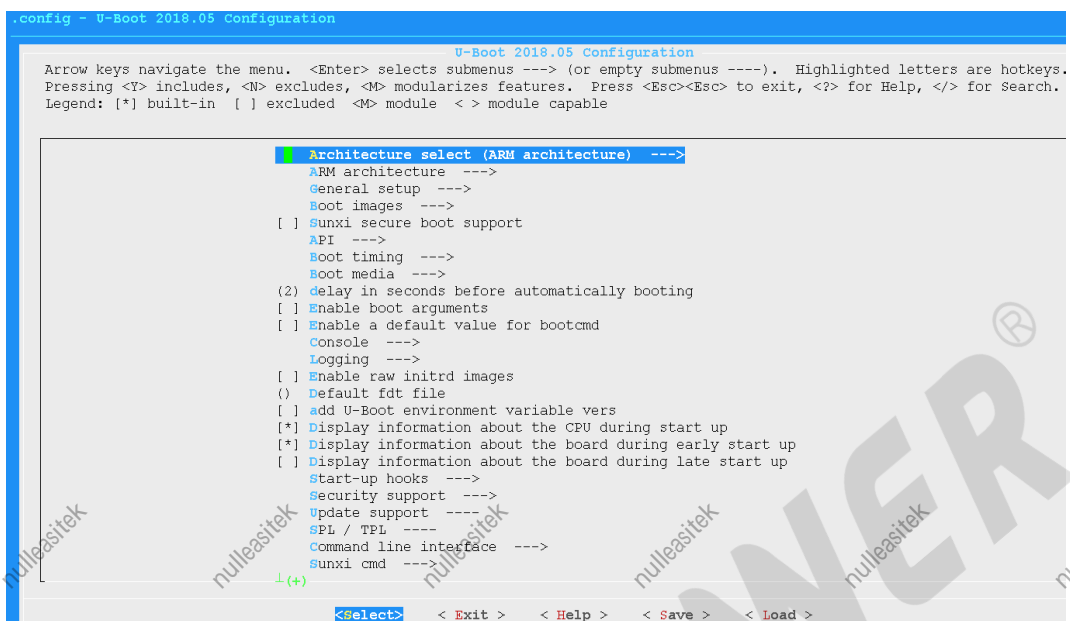 .config - U-Boot 2018.05 Configuration
U-Boot 2018.05 Configuration
Arrow keys navigate the menu.  <Enter> selects submenus ---> (or empty submenus ----).  Highlighted letters are hotkeys.
Pressing <Y> includes, <N> excludes, <M> modularizes features.  Press <Esc><Esc> to exit, <?> for Help, </> for Search.
Legend: [*] built-in  [ ] excluded  <M> module  < > module capable
Architecture select (ARM architecture)  --->
ARM architecture  --->
General setup  --->
Boot images  --->
[ ] Sunxi secure boot support
API  --->
Boot timing  --->
Boot media  --->
(2) delay in seconds before automatically booting
[ ] Enable boot arguments
[ ] Enable a default value for bootcmd
Console  --->
Logging  --->
[ ] Enable raw initrd images
() Default fdt file
[ ] add U-Boot environment variable vers
[*] Display information about the CPU during start up
[*] Display information about the board during early start up
[ ] Display information about the board during late start up
Start-up hooks  --->
Security support  --->
Update support  ----
SPL / TPL  ----
Command line interface  --->
Sunxi cmd  --->
(+)
<Select>    < Exit >    < Help >    < Save >    < Load >
nulleasitek
nulleasitek
nulleasitek
nulleasitek
nulleasitek
WER®